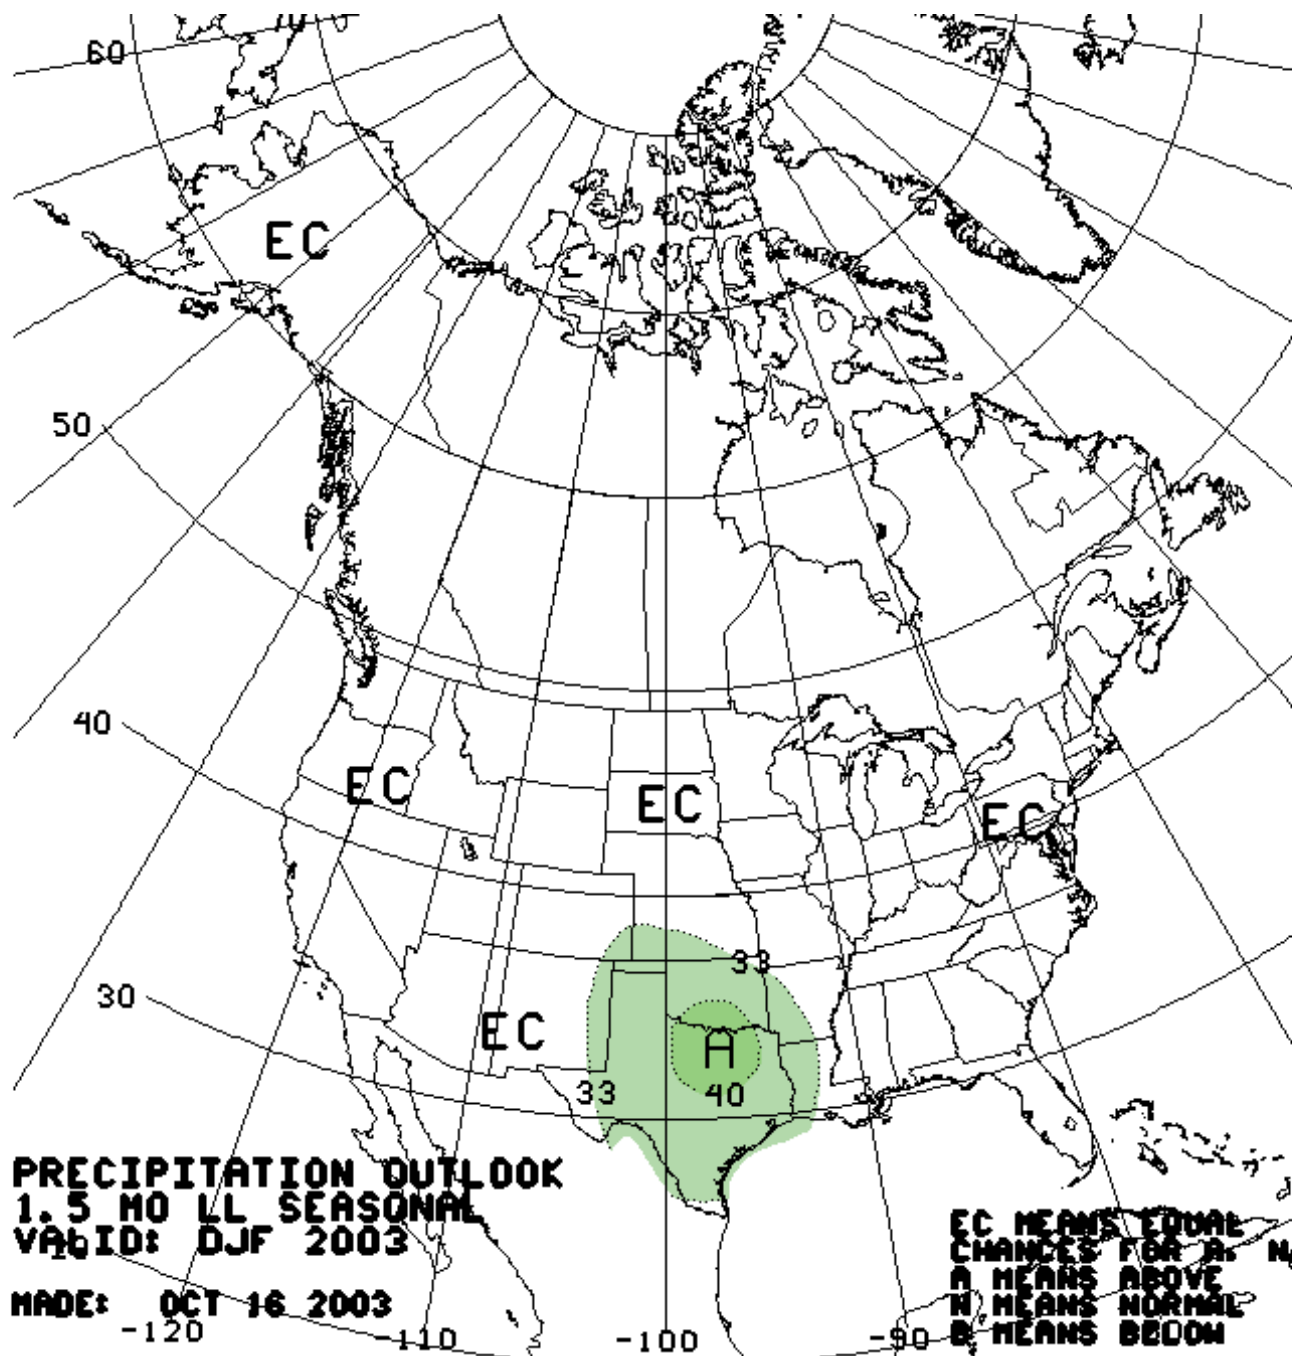 60
EC
50
40
EC
EC
EC
33
30
EC
A
33
40
PRECIPITATION OUTLOOK
1.5 MO LL SEASONAL
VALID: DJF 2003
MADE: OCT 16 2003
EC MEANS EQUAL
CHANCES FOR A, N,
A MEANS ABOVE
N MEANS NORMAL
B MEANS BELOW
-120
-110
-100
-90